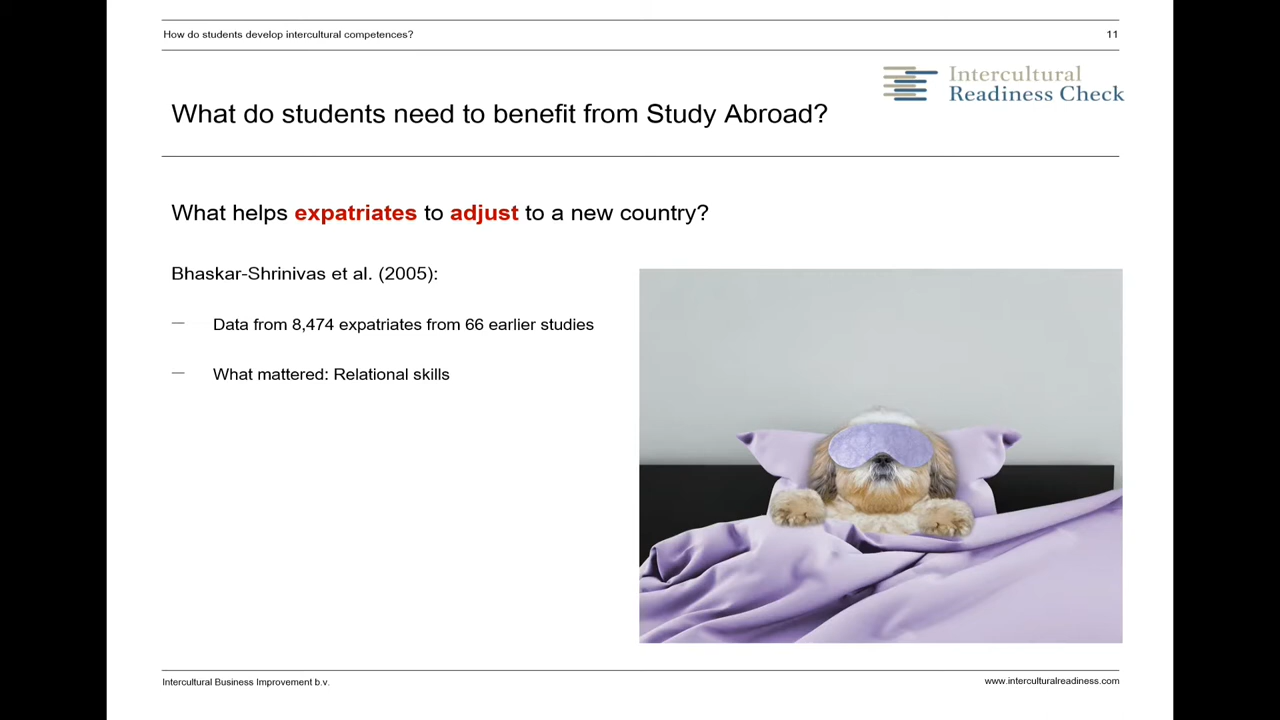 How do students develop intercultural competences?
11
Intercultural
Readiness Check
What do students need to benefit from Study Abroad?
What helps expatriates to adjust to a new country?
Bhaskar-Shrinivas et al. (2005):
— Data from 8,474 expatriates from 66 earlier studies
— What mattered: Relational skills
Intercultural Business Improvement b.v.
www.interculturalreadiness.com